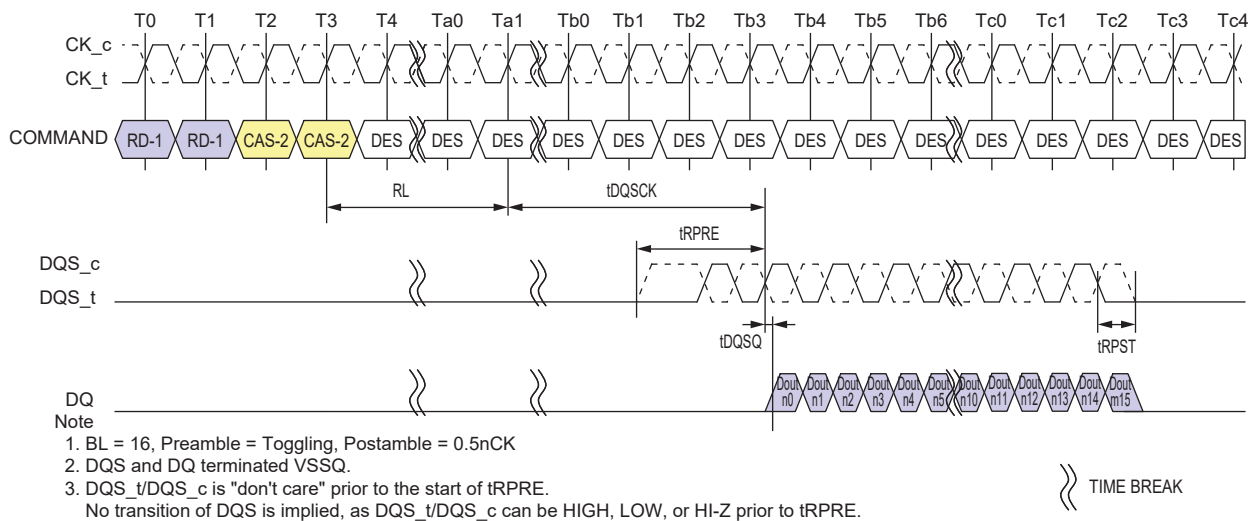 T0 T1 T2 T3 T4 Ta0 Ta1 Tb0 Tb1 Tb2 Tb3 Tb4 Tb5 Tb6 Tc0 Tc1 Tc2 Tc3 Tc4
CK_c
CK_t
COMMAND RD-1 RD-1 CAS-2 CAS-2 DES DES DES DES DES DES DES DES DES DES DES DES DES DES DES
RL tDQSCK
tRPRE
DQS_c
DQS_t
tDQSQ tRPST
DQ Dout n0 Dout n1 Dout n2 Dout n3 Dout n4 Dout n5 Dout n10 Dout n11 Dout n12 Dout n13 Dout n14 Dout m15
Note
1. BL = 16, Preamble = Toggling, Postamble = 0.5nCK
2. DQS and DQ terminated VSSQ.
3. DQS_t/DQS_c is "don't care" prior to the start of tRPRE.
No transition of DQS is implied, as DQS_t/DQS_c can be HIGH, LOW, or HI-Z prior to tRPRE.
TIME BREAK